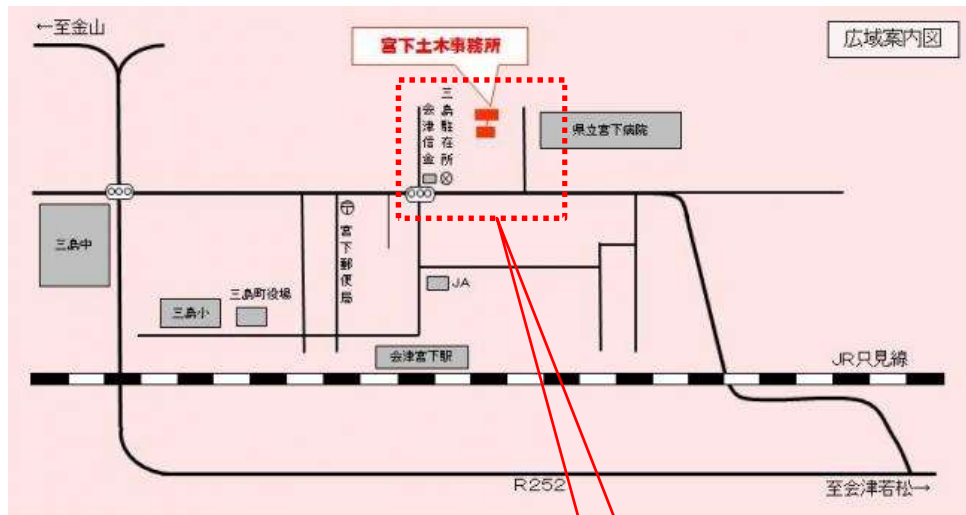 ←至金山
広域案内図
宮下土木事務所
三島駐在所
会津信金
県立宮下病院
三島中
宮下郵便局
三島町役場
三島小
JA
会津宮下駅
JR只見線
R252
至会津若松→